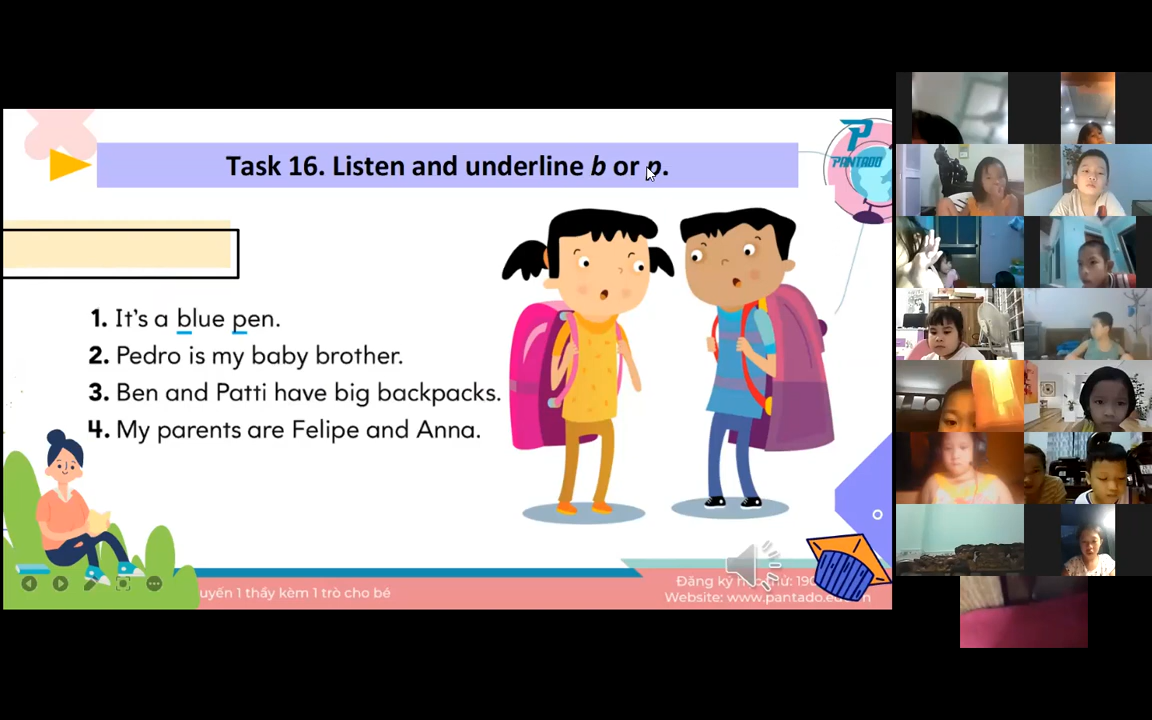 Task 16. Listen and underline b or p.
PANTADO
1. It's a blue pen.
2. Pedro is my baby brother.
3. Ben and Patti have big backpacks.
4. My parents are Felipe and Anna.
1 thầy kèm 1 trò cho bé
Đăng ký
Website: www.pantado.e